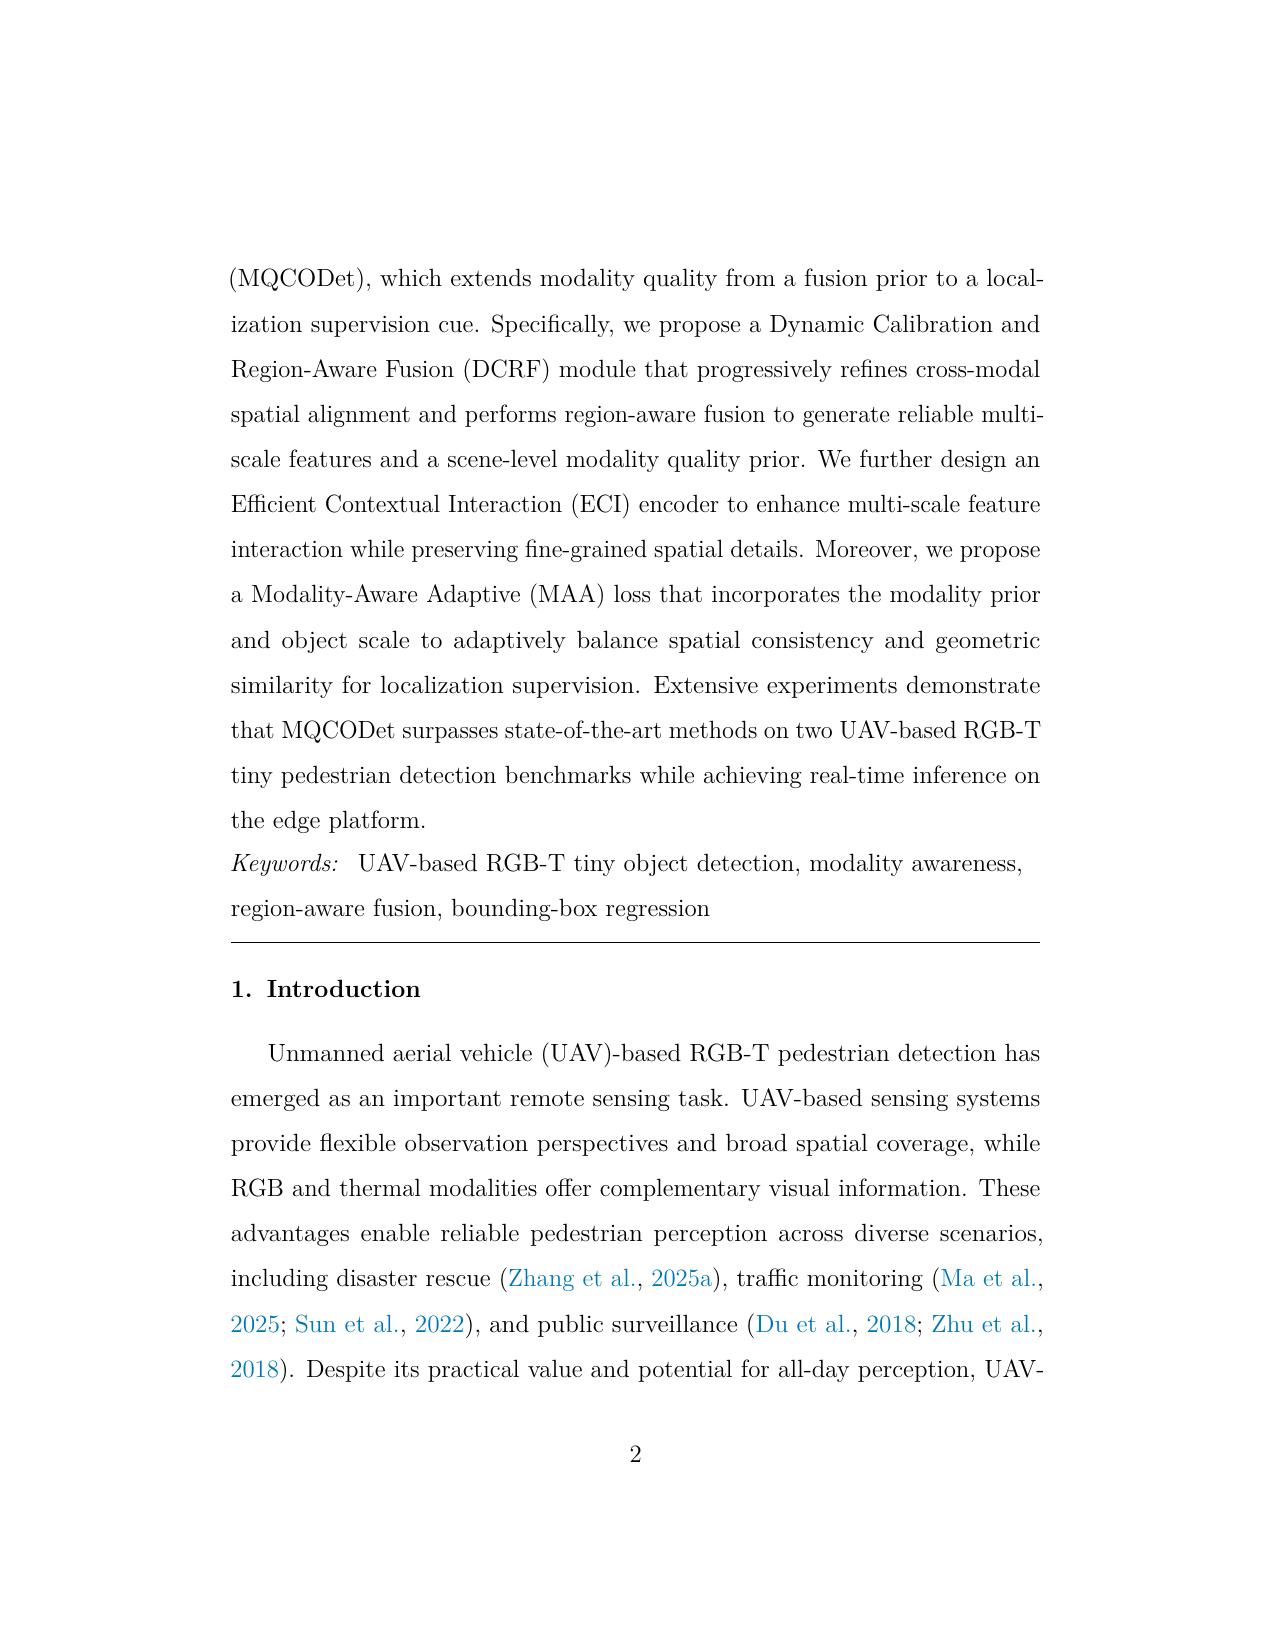 (MQCODet), which extends modality quality from a fusion prior to a local-
ization supervision cue. Specifically, we propose a Dynamic Calibration and
Region-Aware Fusion (DCRF) module that progressively refines cross-modal
spatial alignment and performs region-aware fusion to generate reliable multi-
scale features and a scene-level modality quality prior. We further design an
Efficient Contextual Interaction (ECI) encoder to enhance multi-scale feature
interaction while preserving fine-grained spatial details. Moreover, we propose
a Modality-Aware Adaptive (MAA) loss that incorporates the modality prior
and object scale to adaptively balance spatial consistency and geometric
similarity for localization supervision. Extensive experiments demonstrate
that MQCODet surpasses state-of-the-art methods on two UAV-based RGB-T
tiny pedestrian detection benchmarks while achieving real-time inference on
the edge platform.
Keywords: UAV-based RGB-T tiny object detection, modality awareness,
region-aware fusion, bounding-box regression
1. Introduction
Unmanned aerial vehicle (UAV)-based RGB-T pedestrian detection has
emerged as an important remote sensing task. UAV-based sensing systems
provide flexible observation perspectives and broad spatial coverage, while
RGB and thermal modalities offer complementary visual information. These
advantages enable reliable pedestrian perception across diverse scenarios,
including disaster rescue (Zhang et al., 2025a), traffic monitoring (Ma et al.,
2025; Sun et al., 2022), and public surveillance (Du et al., 2018; Zhu et al.,
2018). Despite its practical value and potential for all-day perception, UAV-
2